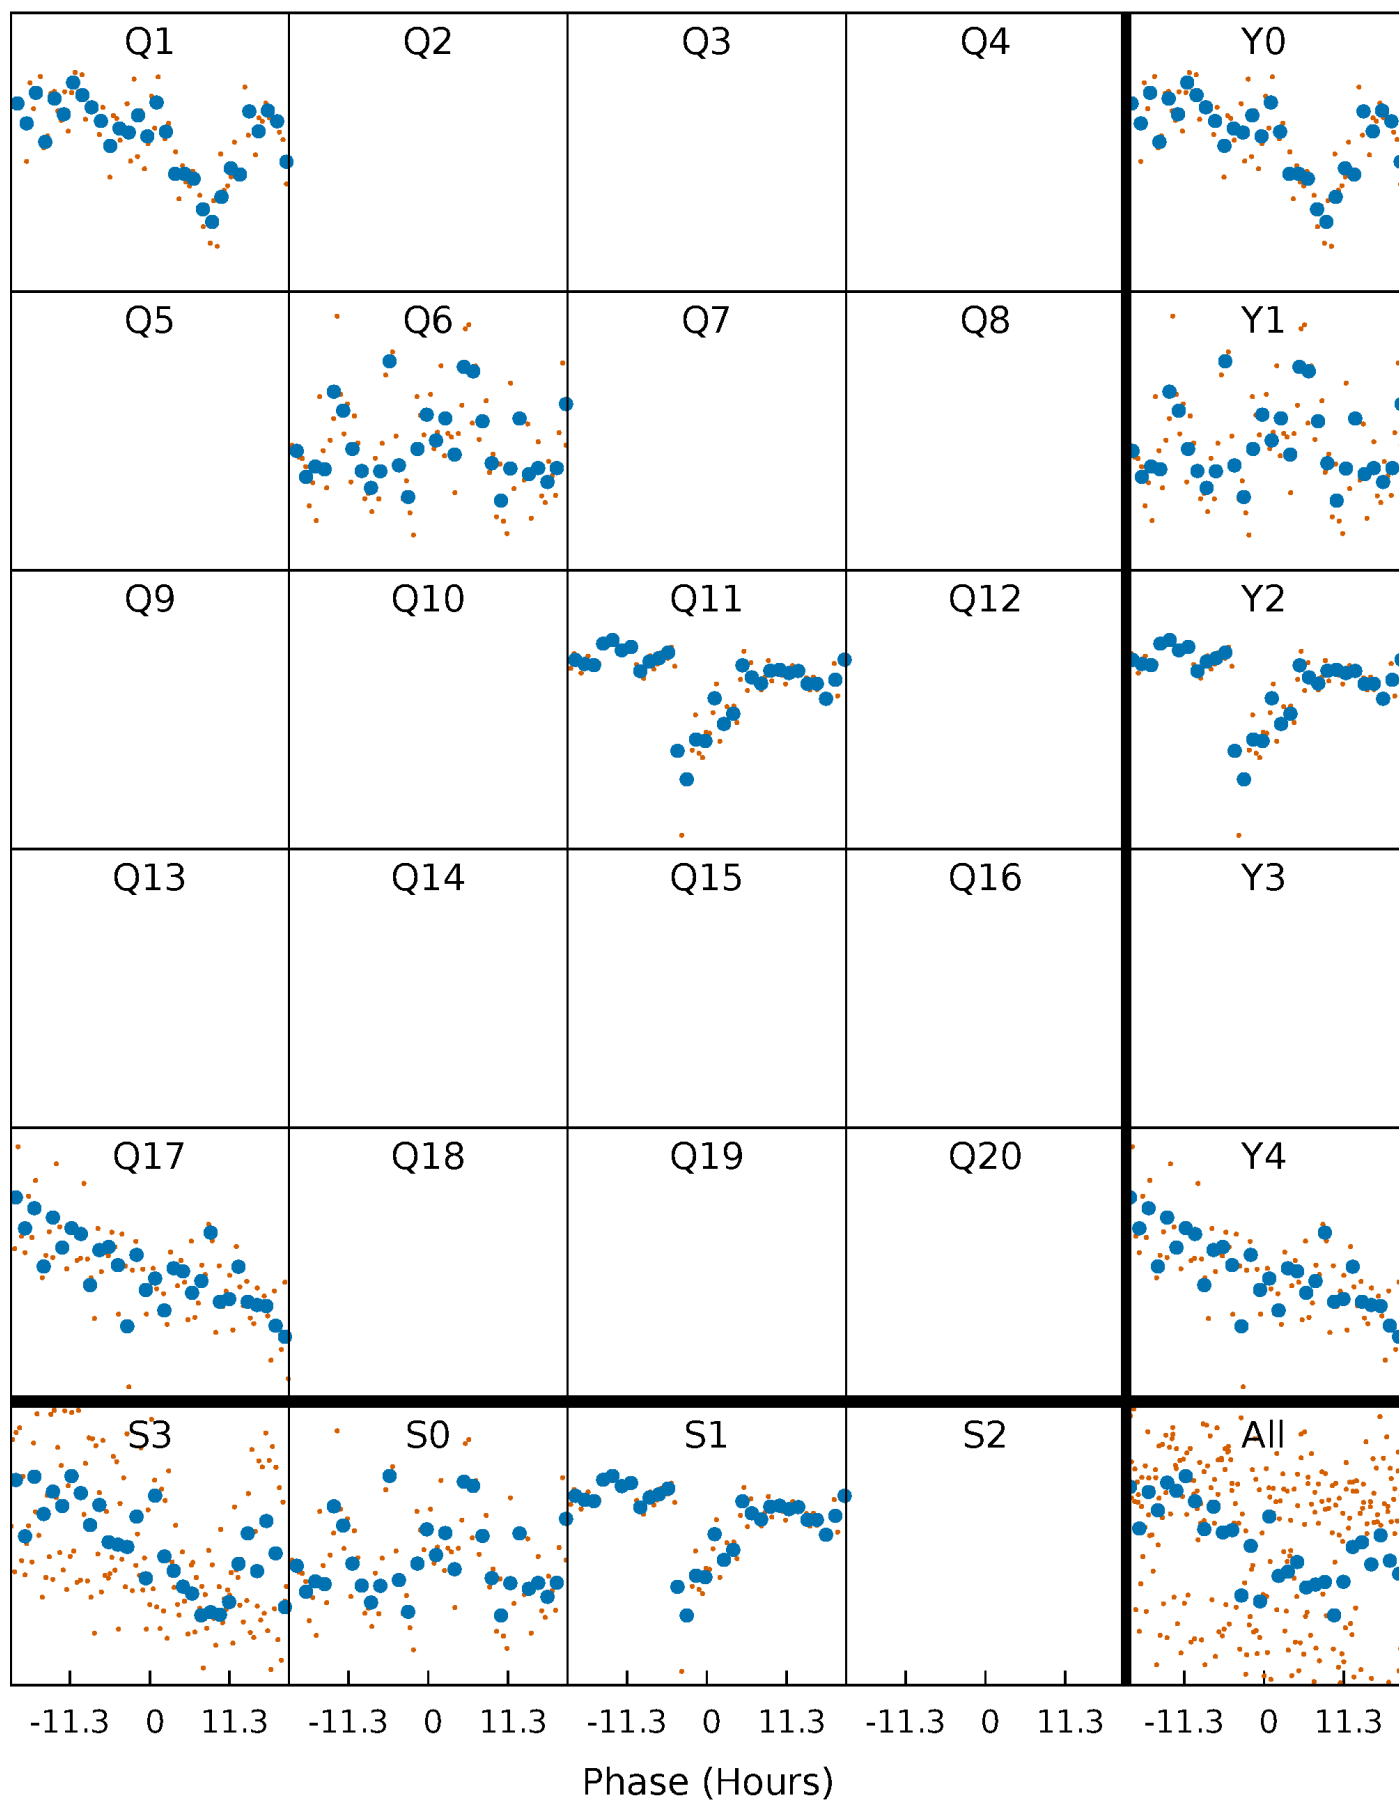 Q1 Q2 Q3 Q4 Y0
Q5 Q6 Q7 Q8 Y1
Q9 Q10 Q11 Q12 Y2
Q13 Q14 Q15 Q16 Y3
Q17 Q18 Q19 Q20 Y4
S3 S0 S1 S2 All
-11.3 0 11.3 -11.3 0 11.3 -11.3 0 11.3 -11.3 0 11.3 -11.3 0 11.3
Phase (Hours)